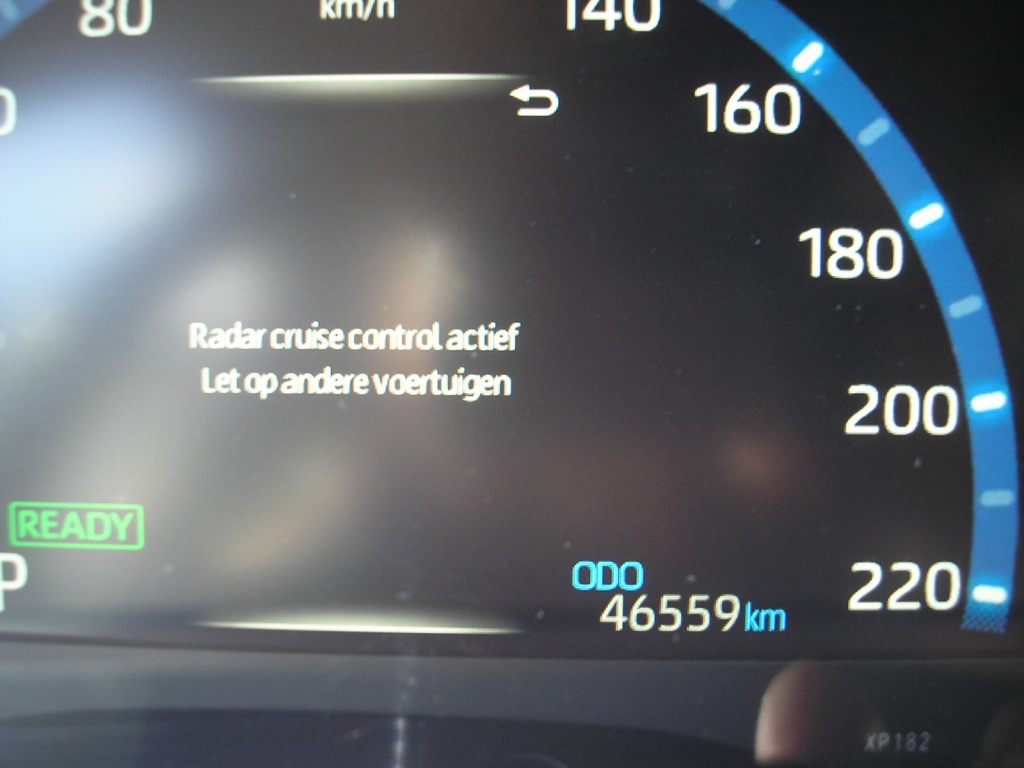 80
km/h
140
160
180
Radar cruise control actief
Let op andere voertuigen
200
READY
P
ODO
46559 km
220
XP182